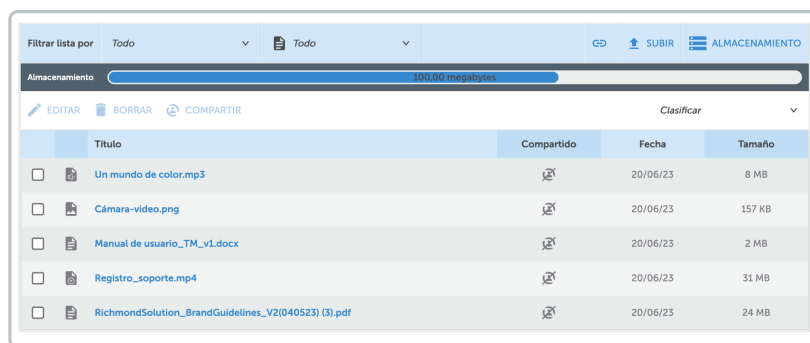 Filtrar lista por Todo Todo SUBIR ALMACENAMIENTO
Almacenamiento 100,00 megabytes
EDITAR BORRAR COMPARTIR Clasificar
Título Compartido Fecha Tamaño
Un mundo de color.mp3 20/06/23 8 MB
Cámara-video.png 20/06/23 157 KB
Manual de usuario_TM_v1.docx 20/06/23 2 MB
Registro_soporte.mp4 20/06/23 31 MB
RichmondSolution_BrandGuidelines_V2(040523) (3).pdf 20/06/23 24 MB